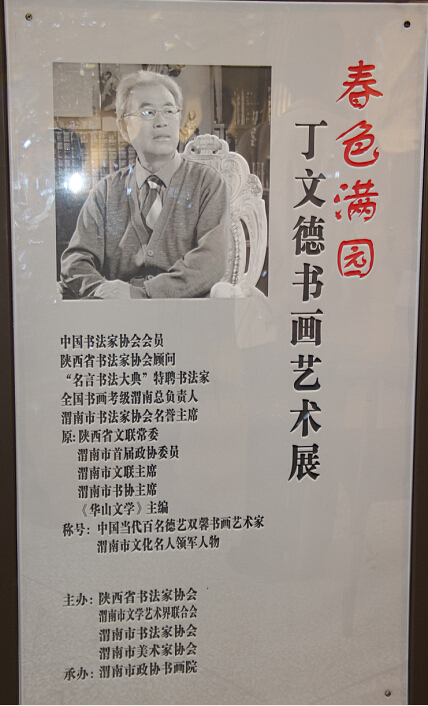 春色满园
丁文德书画艺术展
中国书法家协会会员
陕西省书法家协会顾问
“名言书法大典”特聘书法家
全国书画考级渭南总负责人
渭南市书法家协会名誉主席
原：陕西省文联常委
渭南市首届政协委员
渭南市文联主席
渭南市书协主席
《华山文学》主编
称号：中国当代百名德艺双馨书画艺术家
渭南市文化名人领军人物
主办：陕西省书法家协会
渭南市文学艺术界联合会
渭南市书法家协会
渭南市美术家协会
承办：渭南市政协书画院